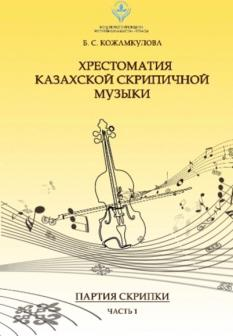 Б. С. КОЖАМКУЛОВА
ХРЕСТОМАТИЯ
КАЗАХСКОЙ СКРИПИЧНОЙ
МУЗЫКИ
ПАРТИЯ СКРИПКИ
ЧАСТЬ 1